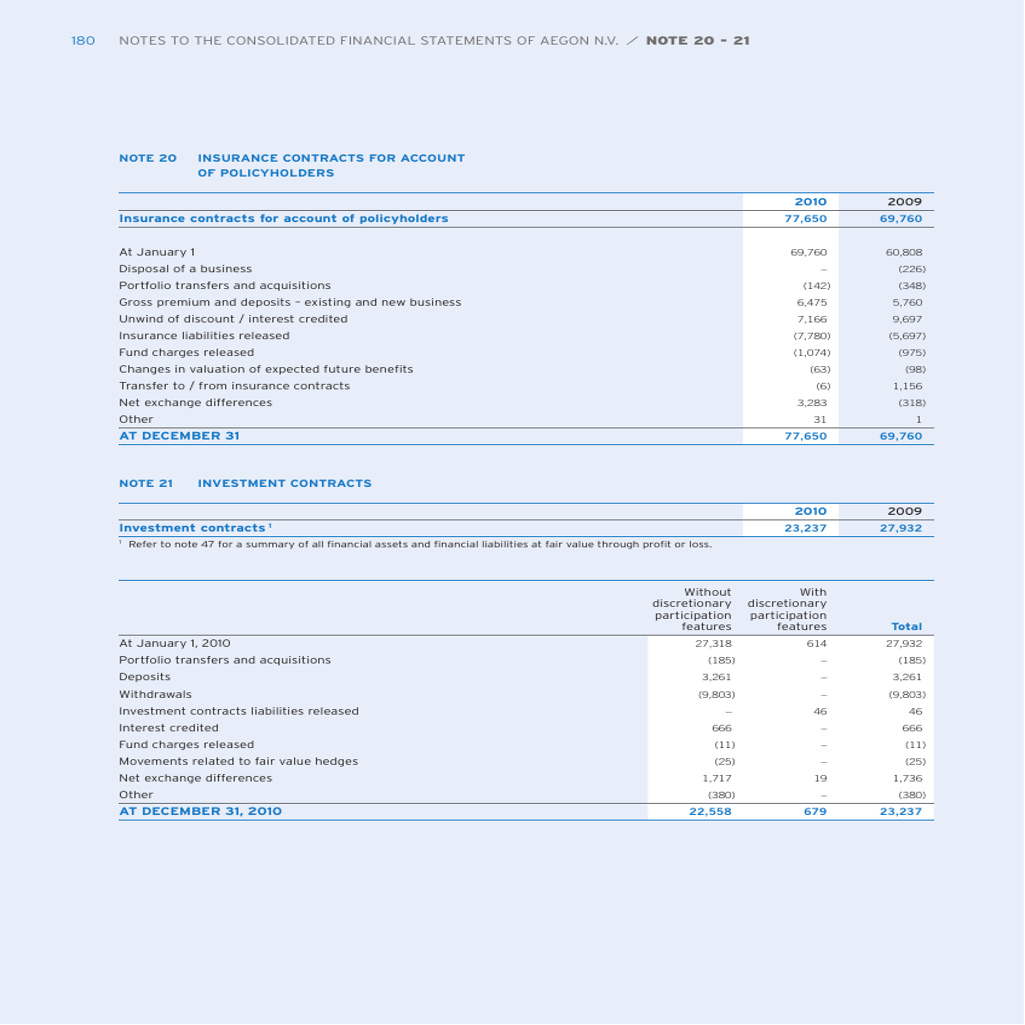 180 NOTES TO THE CONSOLIDATED FINANCIAL STATEMENTS OF AEGON N.V. / NOTE 20 - 21
NOTE 20 INSURANCE CONTRACTS FOR ACCOUNT
OF POLICYHOLDERS
2010 2009
Insurance contracts for account of policyholders 77,650 69,760
At January 1 69,760 60,808
Disposal of a business – (226)
Portfolio transfers and acquisitions (142) (348)
Gross premium and deposits – existing and new business 6,475 5,760
Unwind of discount / interest credited 7,166 9,697
Insurance liabilities released (7,780) (5,697)
Fund charges released (1,074) (975)
Changes in valuation of expected future benefits (63) (98)
Transfer to / from insurance contracts (6) 1,156
Net exchange differences 3,283 (318)
Other 31 1
AT DECEMBER 31 77,650 69,760
NOTE 21 INVESTMENT CONTRACTS
2010 2009
Investment contracts ¹ 23,237 27,932
¹ Refer to note 47 for a summary of all financial assets and financial liabilities at fair value through profit or loss.
Without With
discretionary discretionary
participation participation
features features Total
At January 1, 2010 27,318 614 27,932
Portfolio transfers and acquisitions (185) – (185)
Deposits 3,261 – 3,261
Withdrawals (9,803) – (9,803)
Investment contracts liabilities released – 46 46
Interest credited 666 – 666
Fund charges released (11) – (11)
Movements related to fair value hedges (25) – (25)
Net exchange differences 1,717 19 1,736
Other (380) – (380)
AT DECEMBER 31, 2010 22,558 679 23,237